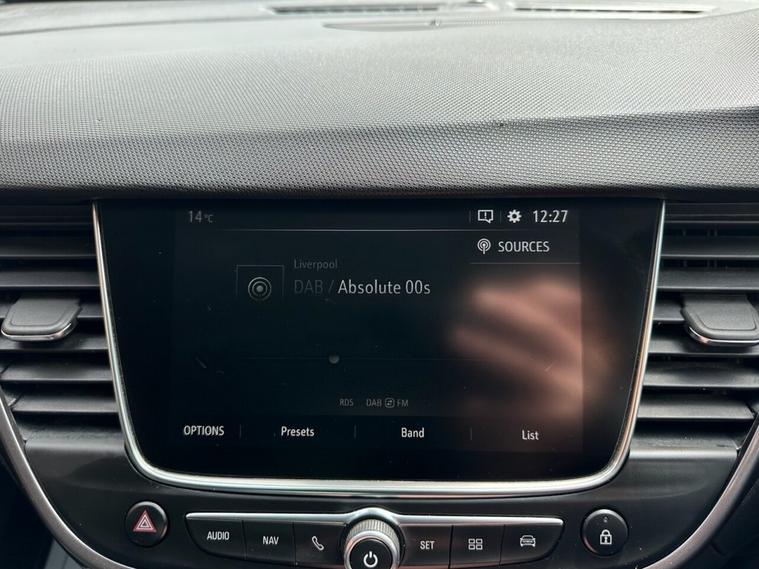 14°C 12:27
SOURCES
Liverpool
DAB / Absolute 00s
RDS DAB FM
OPTIONS Presets Band List
AUDIO NAV SET